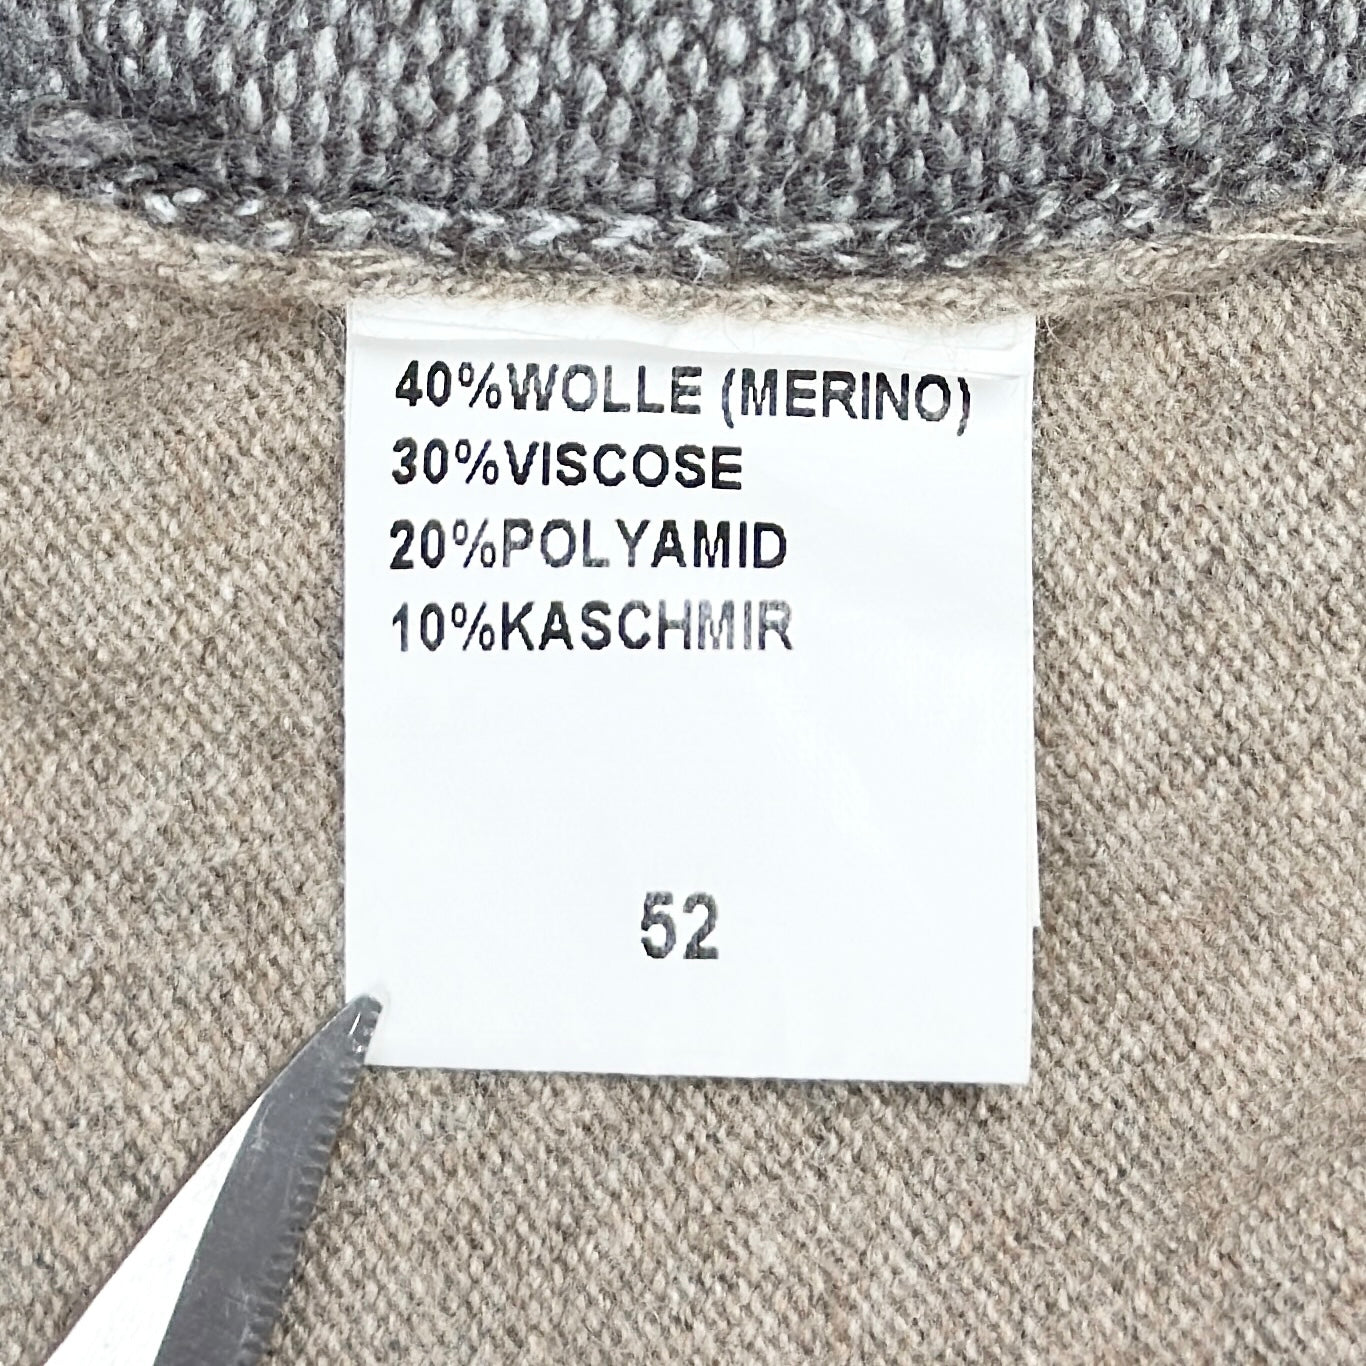 40%WOLLE (MERINO)
30%VISCOSE
20%POLYAMID
10%KASCHMIR
52